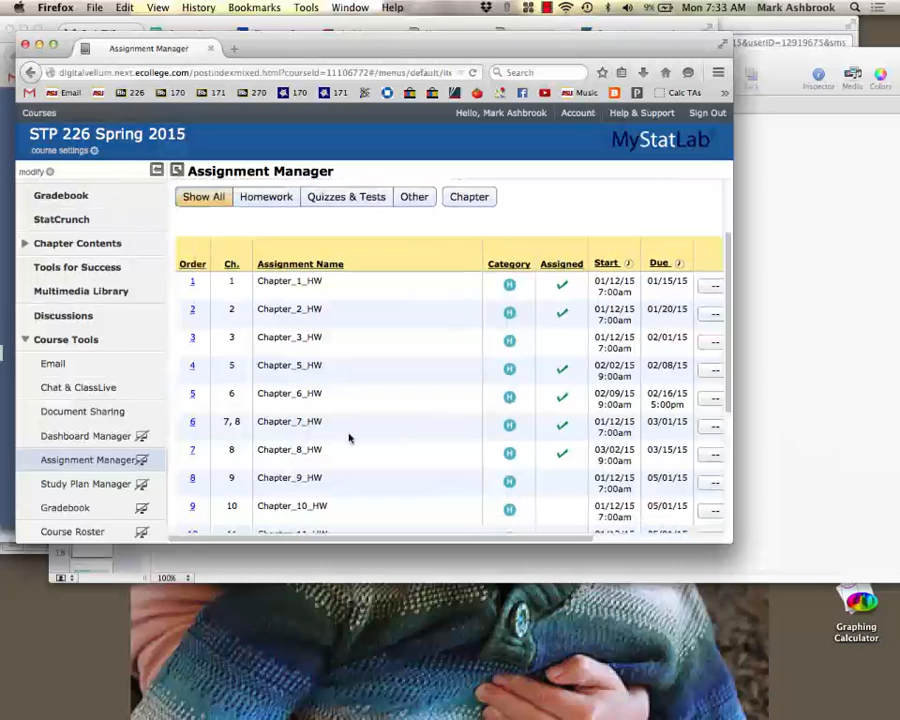 Firefox File Edit View History Bookmarks Tools Window Help 9% Mon 7:33 AM Mark Ashbrook
Assignment Manager
15&userID=12919675&sms
digitalvellum.next.ecollege.com/postindexmixed.html?courseId=11106772#/menus/default/ite
Search
Email 226 170 171 270 170 171 Music Calc TAs
Inspector Media Colors
Courses Hello, Mark Ashbrook Account Help & Support Sign Out
STP 226 Spring 2015
course settings
MyStatLab
modify
Assignment Manager
Gradebook
StatCrunch
Chapter Contents
Tools for Success
Multimedia Library
Discussions
Course Tools
Email
Chat & ClassLive
Document Sharing
Dashboard Manager
Assignment Manager
Study Plan Manager
Gradebook
Course Roster
Show All Homework Quizzes & Tests Other Chapter
Order Ch. Assignment Name Category Assigned Start Due
1 1 Chapter_1_HW H 01/12/15 7:00am 01/15/15 --
2 2 Chapter_2_HW H 01/12/15 7:00am 01/20/15 --
3 3 Chapter_3_HW H 01/12/15 7:00am 02/01/15 --
4 5 Chapter_5_HW H 02/02/15 9:00am 02/08/15 --
5 6 Chapter_6_HW H 02/09/15 9:00am 02/16/15 5:00pm --
6 7, 8 Chapter_7_HW H 01/12/15 7:00am 03/01/15 --
7 8 Chapter_8_HW H 03/02/15 9:00am 03/15/15 --
8 9 Chapter_9_HW H 01/12/15 7:00am 05/01/15 --
9 10 Chapter_10_HW H 01/12/15 7:00am 05/01/15 --
100%
Graphing
Calculator